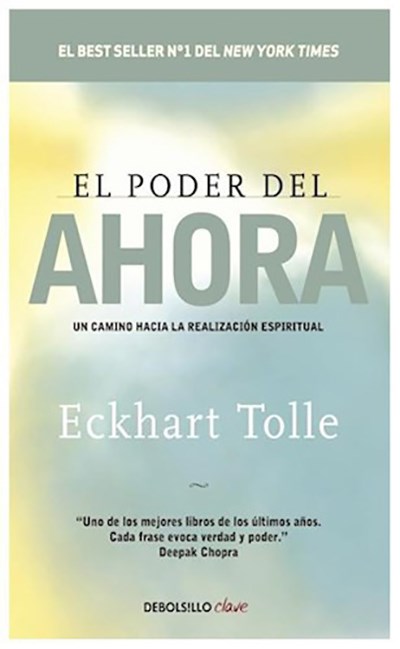 EL BEST SELLER Nº1 DEL NEW YORK TIMES
EL PODER DEL
AHORA
UN CAMINO HACIA LA REALIZACIÓN ESPIRITUAL
Eckhart Tolle
~
“Uno de los mejores libros de los últimos años.
Cada frase evoca verdad y poder.”
Deepak Chopra
DEBOLS!LLO clave